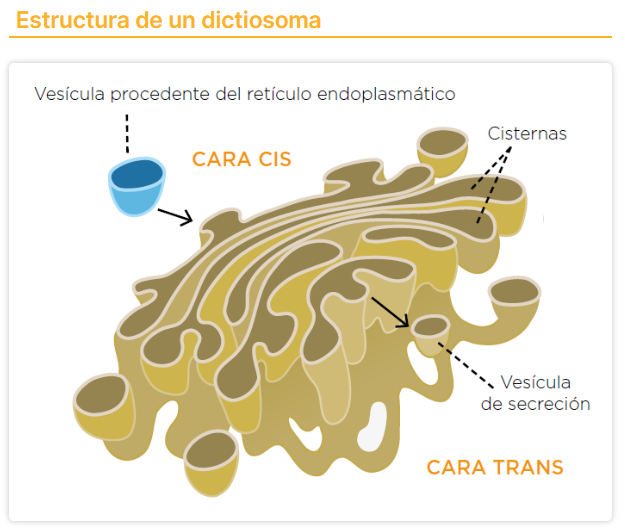 Estructura de un dictiosoma
Vesícula procedente del retículo endoplasmático
Cisternas
CARA CIS
Vesícula
de secreción
CARA TRANS